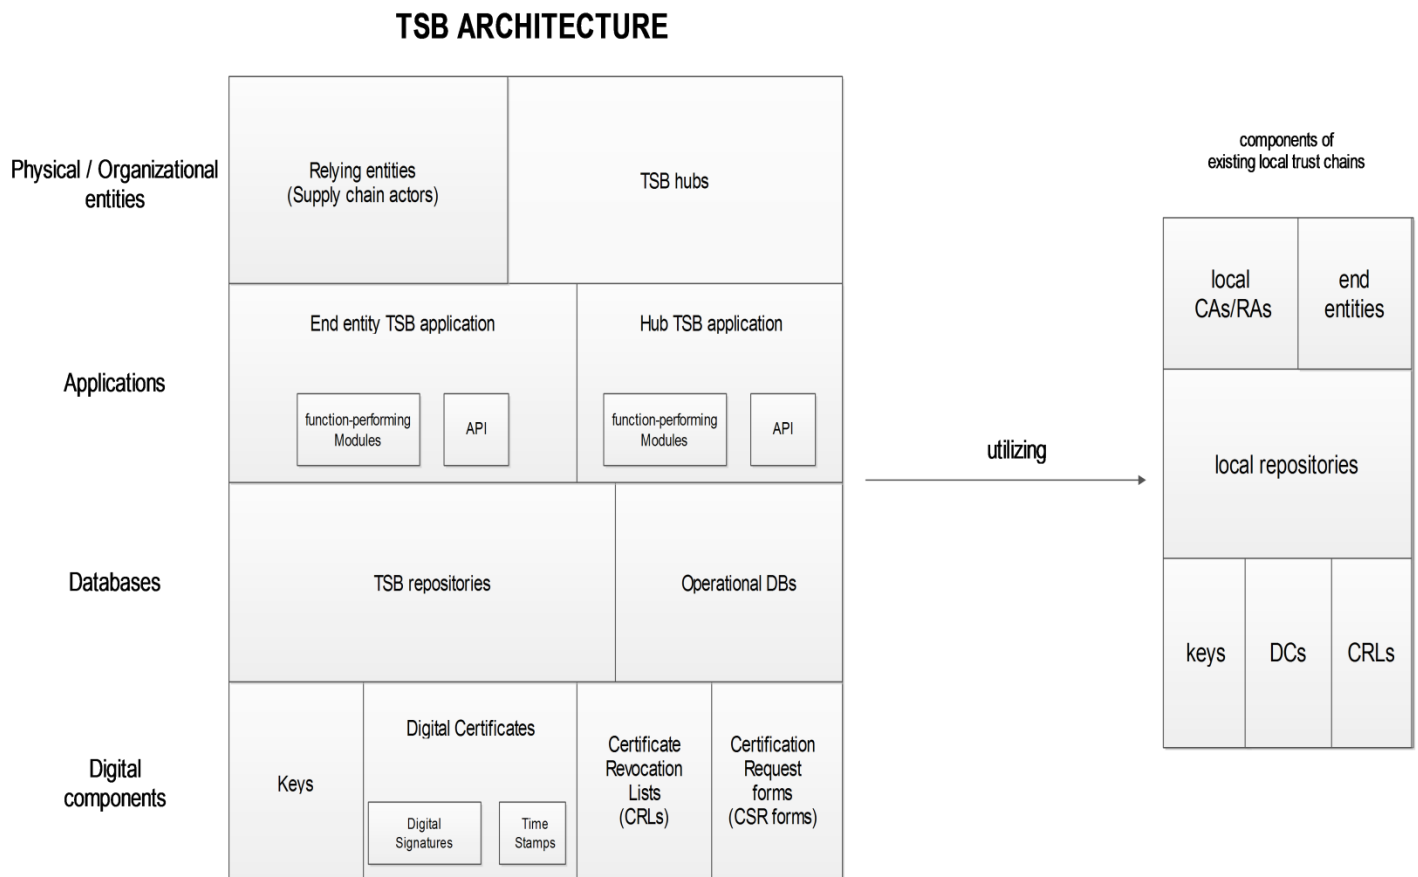 TSB ARCHITECTURE
Physical / Organizational
entities
Relying entities
(Supply chain actors)
TSB hubs
Applications
End entity TSB application
function-performing
Modules
API
Hub TSB application
function-performing
Modules
API
Databases
TSB repositories
Operational DBs
Digital
components
Keys
Digital Certificates
Digital
Signatures
Time
Stamps
Certificate
Revocation
Lists
(CRLs)
Certification
Request
forms
(CSR forms)
utilizing
components of
existing local trust chains
local
CAs/RAs
end
entities
local repositories
keys
DCs
CRLs